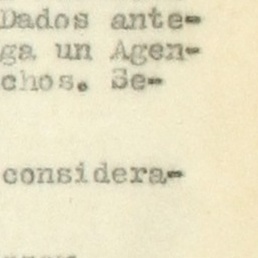 Dados ante-
ga un Agen-
chos. Se-
considera-